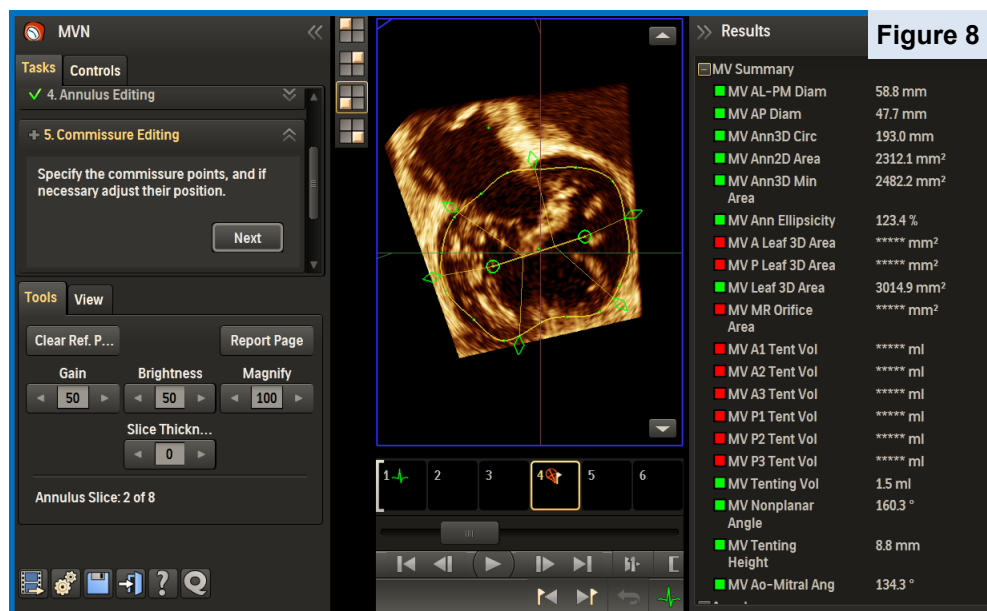 MVN
Tasks
Controls
4. Annulus Editing
5. Commissure Editing
Specify the commissure points, and if
necessary adjust their position.
Next
Tools
View
Clear Ref. P...
Report Page
Gain
Brightness
Magnify
50
50
100
Slice Thickn...
0
Annulus Slice: 2 of 8
1
2
3
4
5
6
Results
Figure 8
MV Summary
MV AL-PM Diam 58.8 mm
MV AP Diam 47.7 mm
MV Ann3D Circ 193.0 mm
MV Ann2D Area 2312.1 mm²
MV Ann3D Min 2482.2 mm²
Area
MV Ann Ellipsicity 123.4 %
MV A Leaf 3D Area ***** mm²
MV P Leaf 3D Area ***** mm²
MV Leaf 3D Area 3014.9 mm²
MV MR Orifice ***** mm²
Area
MV A1 Tent Vol ***** ml
MV A2 Tent Vol ***** ml
MV A3 Tent Vol ***** ml
MV P1 Tent Vol ***** ml
MV P2 Tent Vol ***** ml
MV P3 Tent Vol ***** ml
MV Tenting Vol 1.5 ml
MV Nonplanar 160.3 °
Angle
MV Tenting 8.8 mm
Height
MV Ao-Mitral Ang 134.3 °